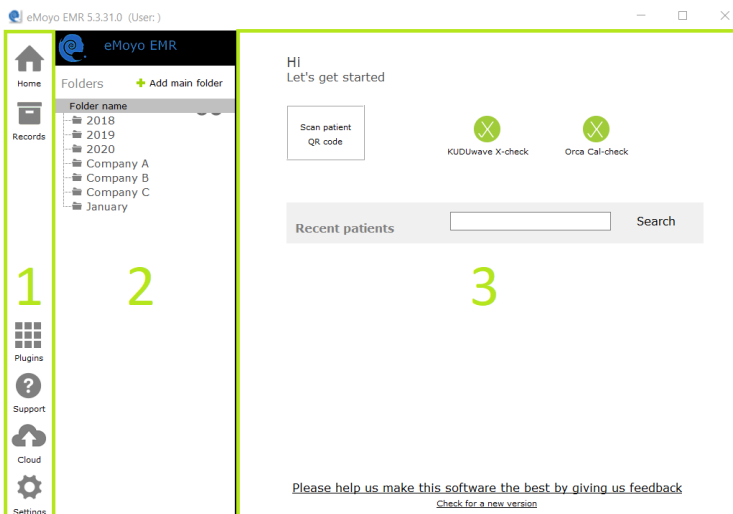 eMoyo EMR 5.3.31.0 (User: )
Home
Records
1
Plugins
Support
Cloud
Settings
eMoyo EMR
Folders
Add main folder
Folder name
2018
2019
2020
Company A
Company B
Company C
January
2
Hi
Let's get started
Scan patient
QR code
KUDUwave X-check
Orca Cal-check
Recent patients
Search
3
Please help us make this software the best by giving us feedback
Check for a new version